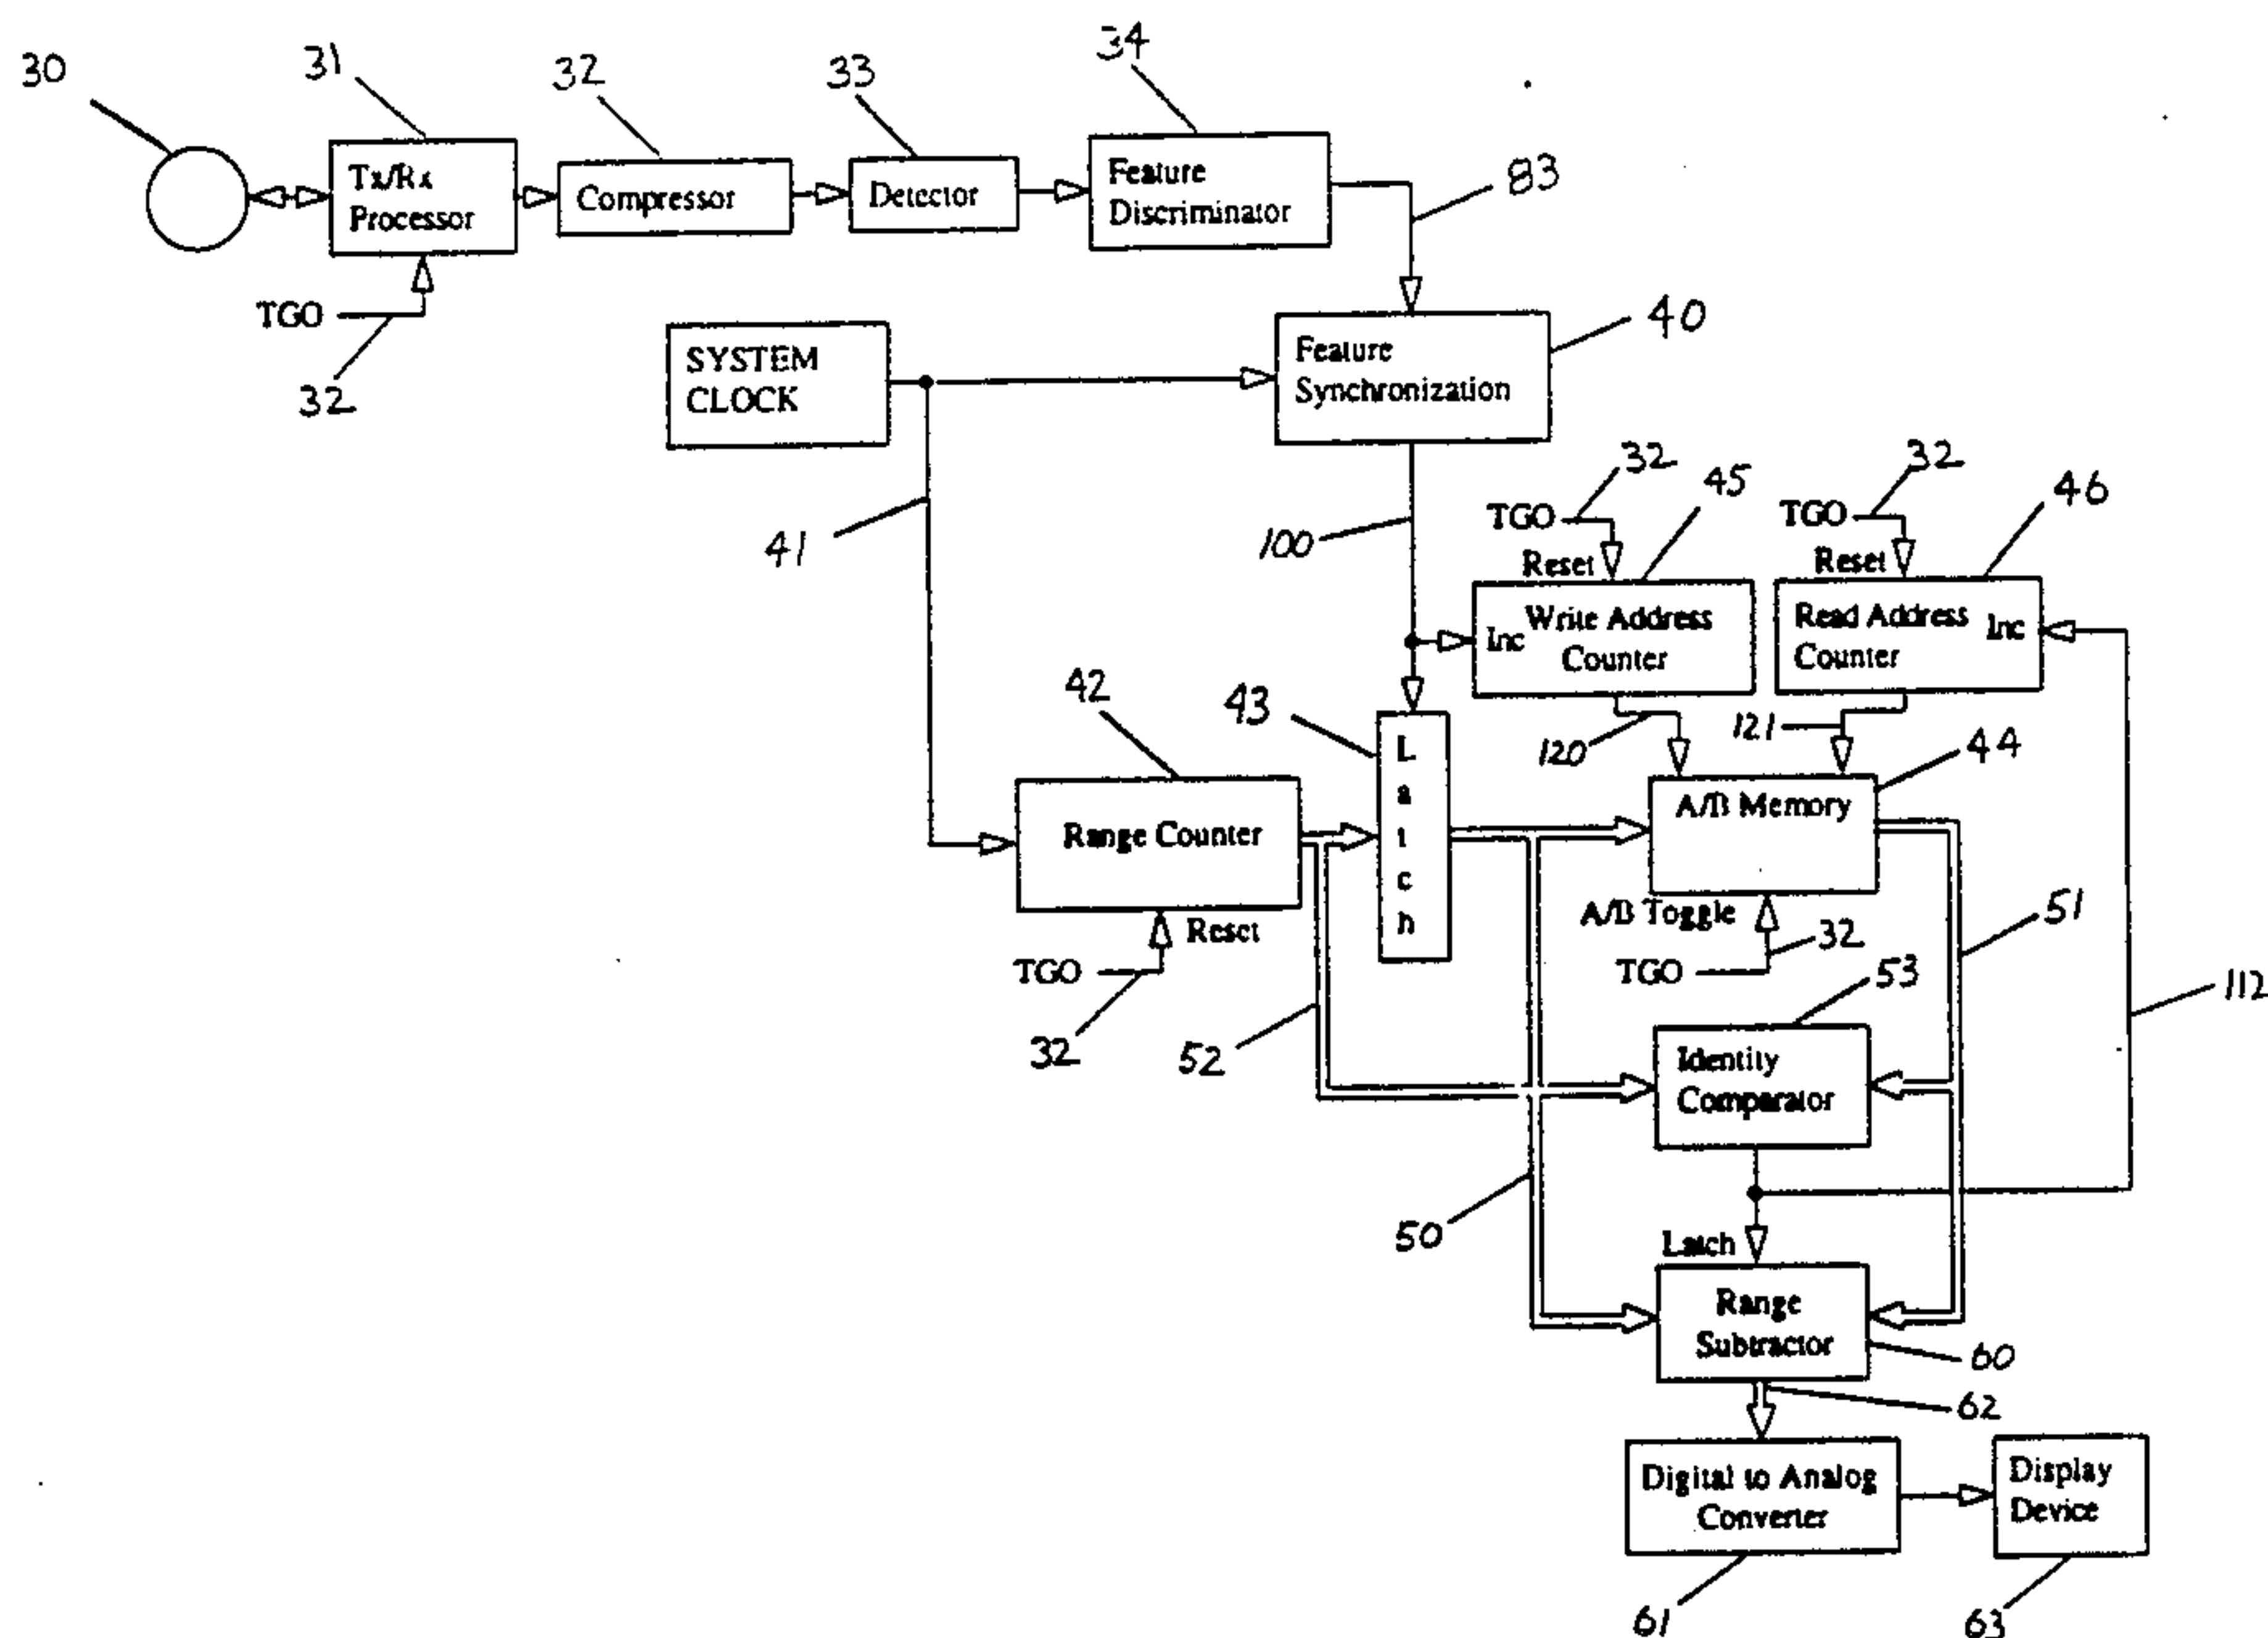 30
31
32
33
34
Tx/Rx
Processor
Compressor
Detector
Feature
Discriminator
83
TGO
32
SYSTEM
CLOCK
Feature
Synchronization
40
41
100
32
TGO
Reset
45
32
TGO
Reset
46
Inc
Write Address
Counter
Read Address
Counter
Inc
120
121
42
43
44
Range Counter
Latch
A/B Memory
Reset
TGO
32
A/B Toggle
TGO
32
51
52
53
112
Identity
Comparator
50
Latch
Range
Subtractor
60
62
Digital to Analog
Converter
Display
Device
61
63